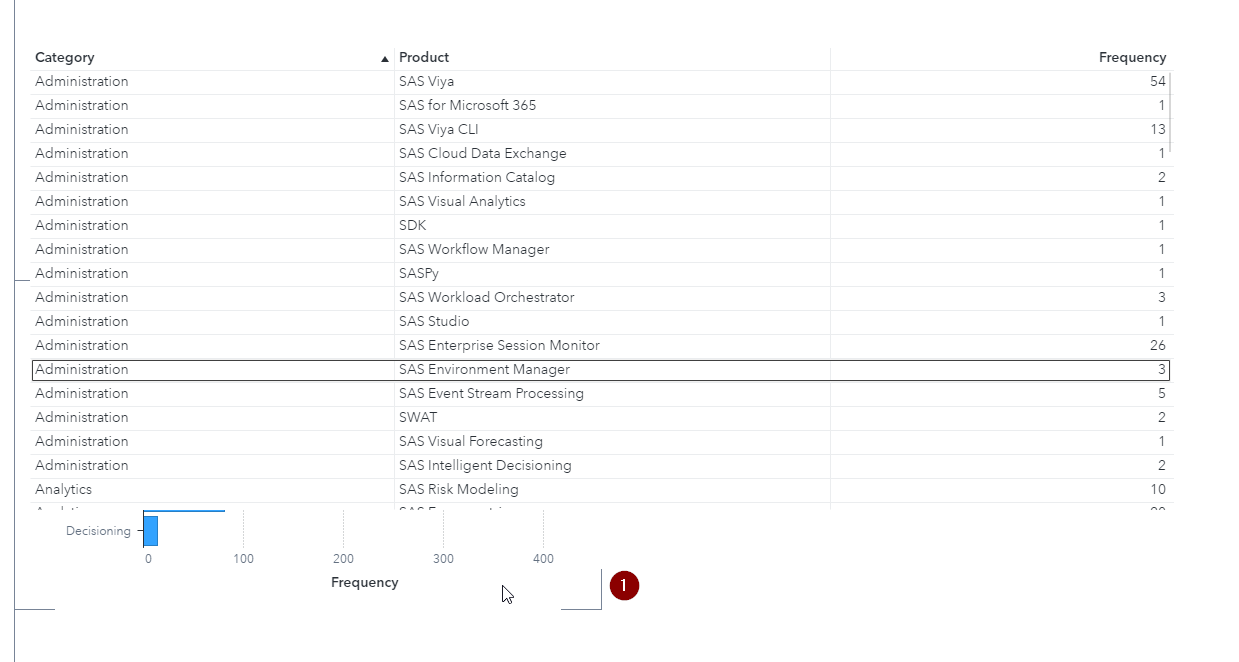 Category ▲ Product Frequency
Administration SAS Viya 54
Administration SAS for Microsoft 365 1
Administration SAS Viya CLI 13
Administration SAS Cloud Data Exchange 1
Administration SAS Information Catalog 2
Administration SAS Visual Analytics 1
Administration SDK 1
Administration SAS Workflow Manager 1
Administration SASPy 1
Administration SAS Workload Orchestrator 3
Administration SAS Studio 1
Administration SAS Enterprise Session Monitor 26
Administration SAS Environment Manager 3
Administration SAS Event Stream Processing 5
Administration SWAT 2
Administration SAS Visual Forecasting 1
Administration SAS Intelligent Decisioning 2
Analytics SAS Risk Modeling 10
Decisioning
0 100 200 300 400
Frequency
1